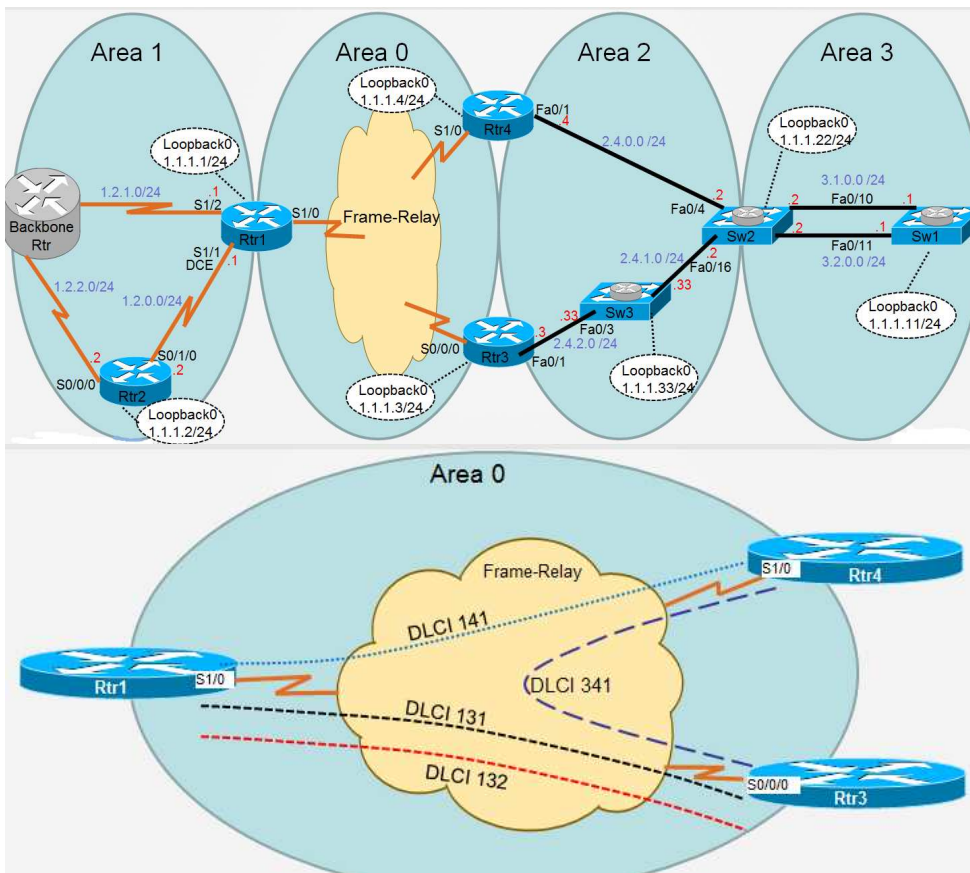 Area 1
Area 0
Area 2
Area 3
Loopback0
1.1.1.4/24
Fa0/1
.4
Rtr4
S1/0
Loopback0
1.1.1.22/24
Loopback0
1.1.1.1/24
2.4.0.0 /24
1.2.1.0/24
.1
S1/2
3.1.0.0 /24
.2
.2
Fa0/10
.1
Backbone
Rtr
S1/0
Rtr1
Frame-Relay
Fa0/4
Sw2
.2
Fa0/11
.1
Sw1
S1/1
DCE
.1
2.4.1.0 /24
.2
Fa0/16
3.2.0.0 /24
1.2.2.0/24
1.2.0.0/24
.33
.33
Sw3
Fa0/3
.3
2.4.2.0 /24
Loopback0
1.1.1.11/24
S0/0/0
Rtr3
Fa0/1
.2
S0/1/0
.2
S0/0/0
Rtr2
Loopback0
1.1.1.33/24
Loopback0
1.1.1.3/24
Loopback0
1.1.1.2/24
Area 0
Frame-Relay
S1/0
Rtr4
DLCI 141
Rtr1
S1/0
DLCI 341
DLCI 131
DLCI 132
S0/0/0
Rtr3